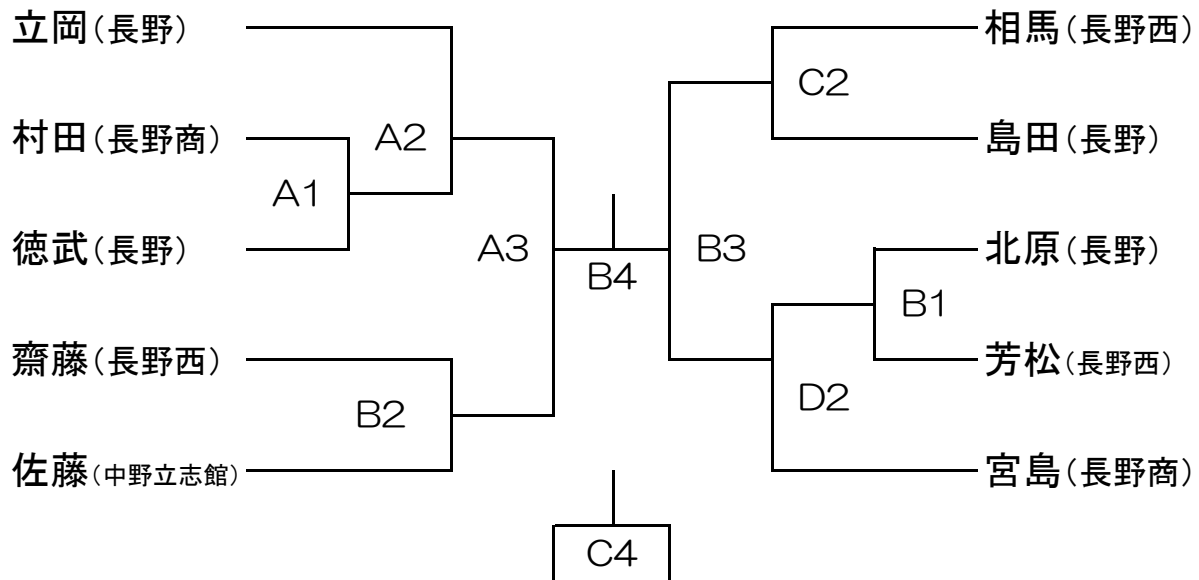 立岡(長野)
村田(長野商)
徳武(長野)
齋藤(長野西)
佐藤(中野立志館)
A1
A2
B2
A3
B4
C4
B3
C2
D2
B1
相馬(長野西)
島田(長野)
北原(長野)
芳松(長野西)
宮島(長野商)